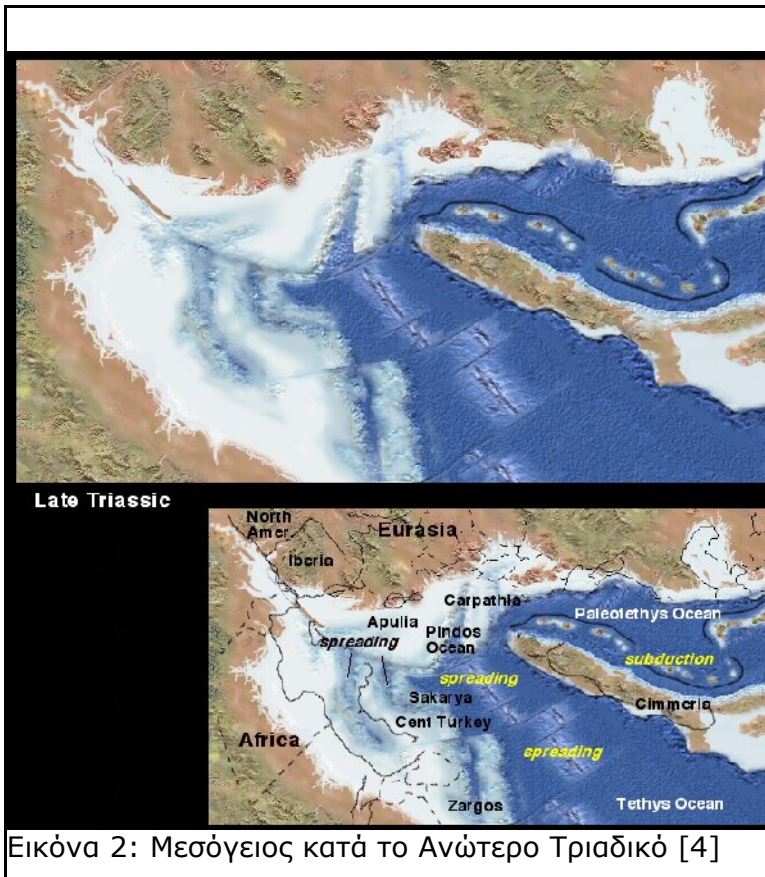 Late Triassic
North
Amer.
Eurasia
Iberia
Carpathia
Paleotethys Ocean
Apulia
spreading
Pindos
Ocean
subduction
spreading
Sakarya
Cimmeria
Cent Turkey
Africa
spreading
Zargos
Tethys Ocean
Εικόνα 2: Μεσόγειος κατά το Ανώτερο Τριαδικό [4]